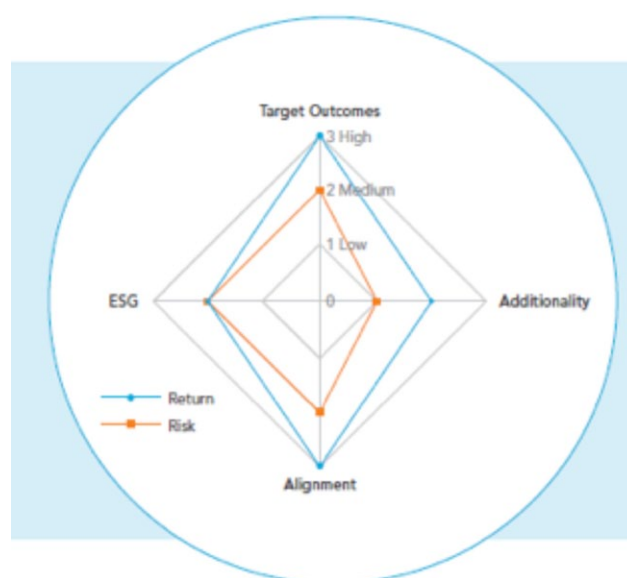 Target Outcomes
3 High
2 Medium
1 Low
ESG
0
Additionality
Return
Risk
Alignment